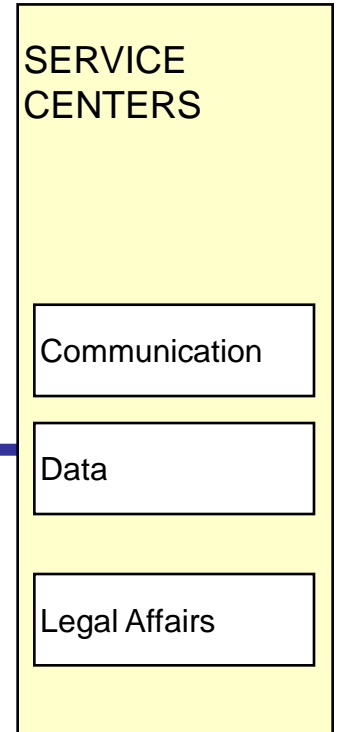 SERVICE
CENTERS
Communication
Data
Legal Affairs